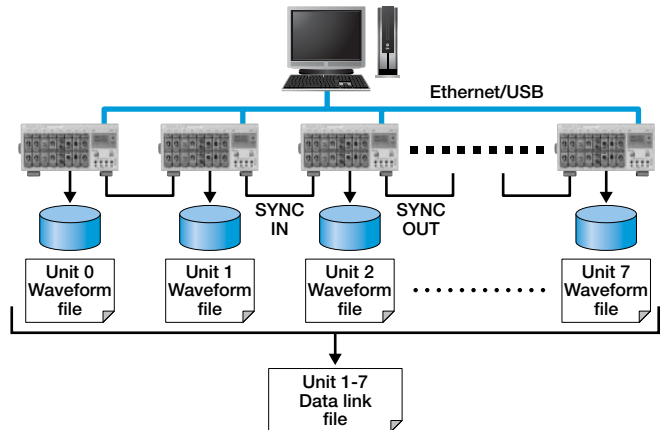 Ethernet/USB
SYNC
IN
SYNC
OUT
Unit 0
Waveform
file
Unit 1
Waveform
file
Unit 2
Waveform
file
Unit 7
Waveform
file
Unit 1-7
Data link
file